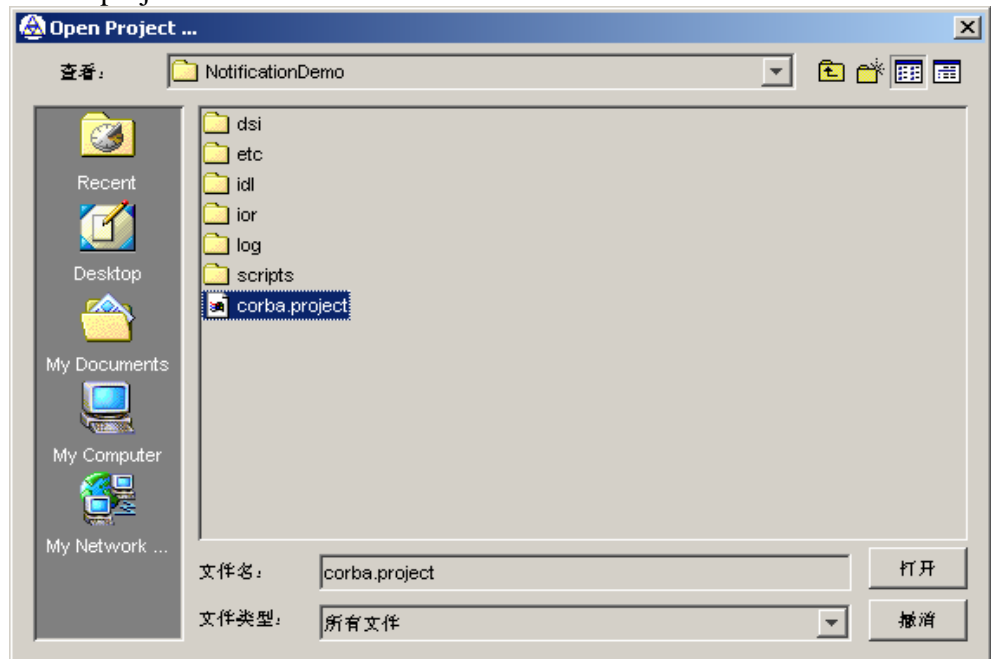 Open Project ...
查看：
NotificationDemo
dsi
etc
idl
ior
log
scripts
corba.project
Recent
Desktop
My Documents
My Computer
My Network ...
文件名：
corba.project
打开
文件类型：
所有文件
撤消